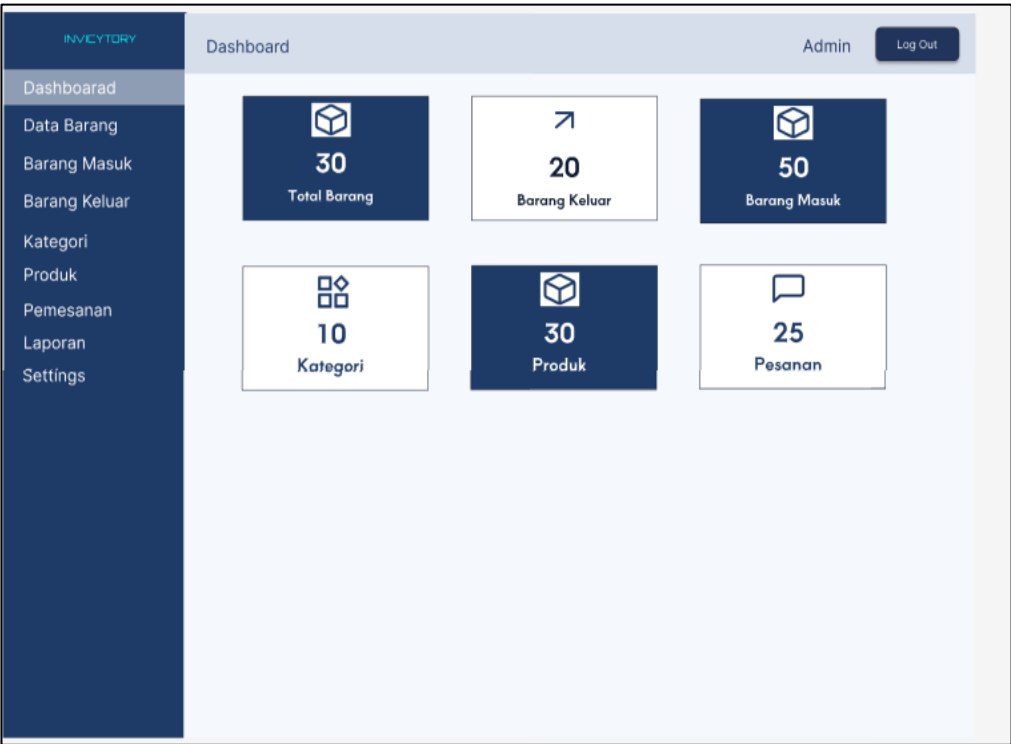 INVICYTORY
Dashboard
Admin
Log Out
Dashboarad
Data Barang
Barang Masuk
Barang Keluar
Kategori
Produk
Pemesanan
Laporan
Settings
30
Total Barang
20
Barang Keluar
50
Barang Masuk
10
Kategori
30
Produk
25
Pesanan